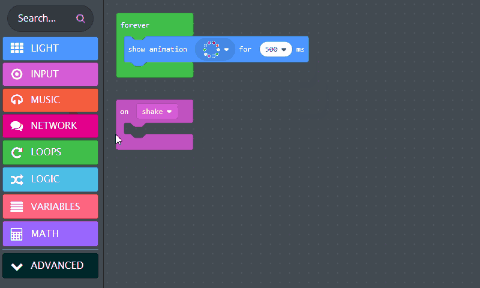 Search...
LIGHT
INPUT
MUSIC
NETWORK
LOOPS
LOGIC
VARIABLES
MATH
ADVANCED
forever
show animation for 500 ms
on shake